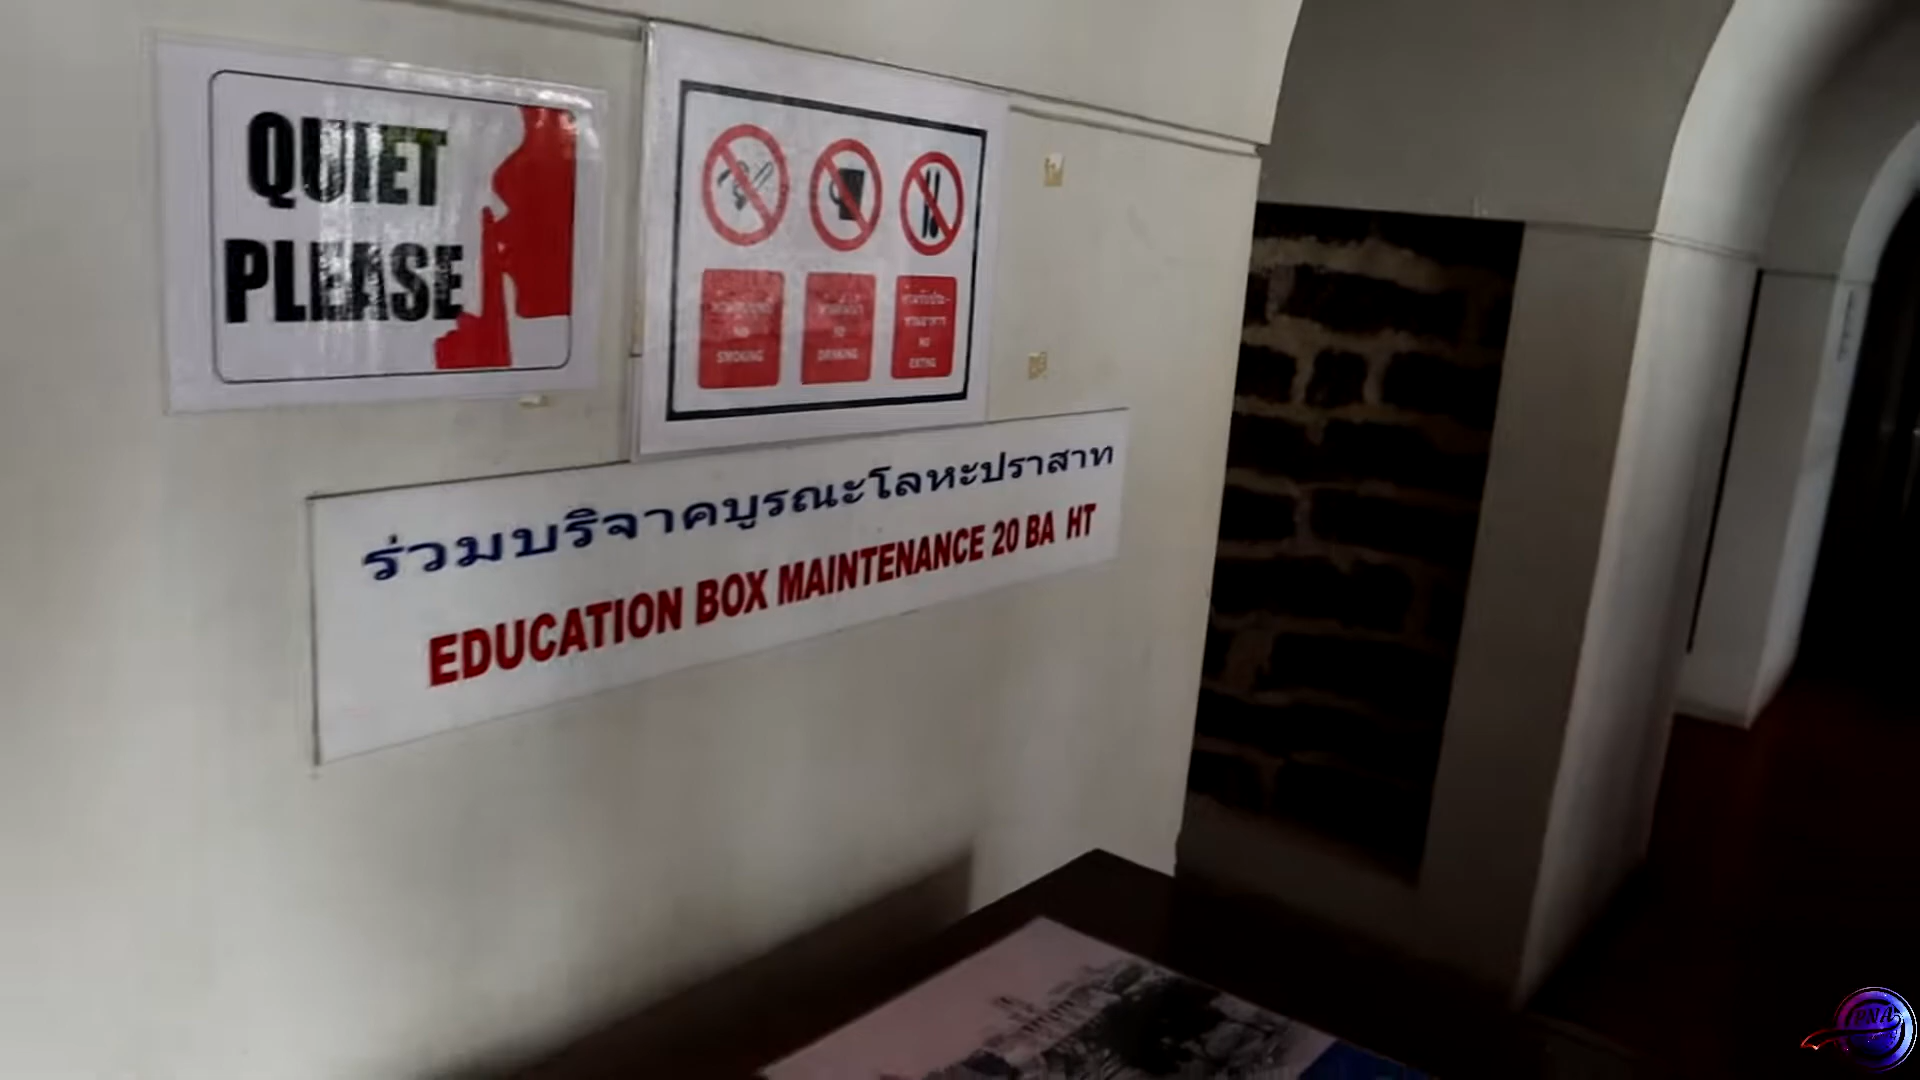 QUIET
PLEASE
ห้ามสูบบุหรี่
NO
SMOKING
ห้ามดื่มน้ำ
NO
DRINKING
ห้ามรับประ-
ทานอาหาร
NO
EATING
ร่วมบริจาคบูรณะโลหะปราสาท
EDUCATION BOX MAINTENANCE 20 BA HT